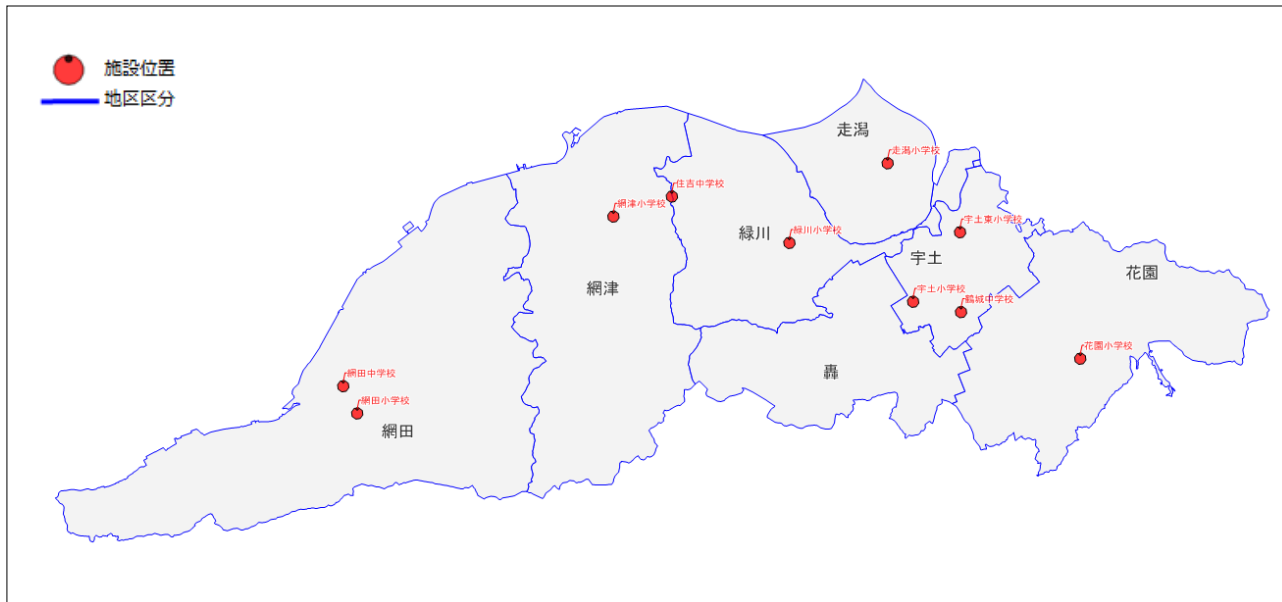 施設位置
地区区分
走潟
走潟小学校
住吉中学校
網津小学校
宇土東小学校
緑川
緑川小学校
宇土
花園
網津
宇土小学校
鶴城中学校
花園小学校
轟
網田中学校
網田小学校
網田